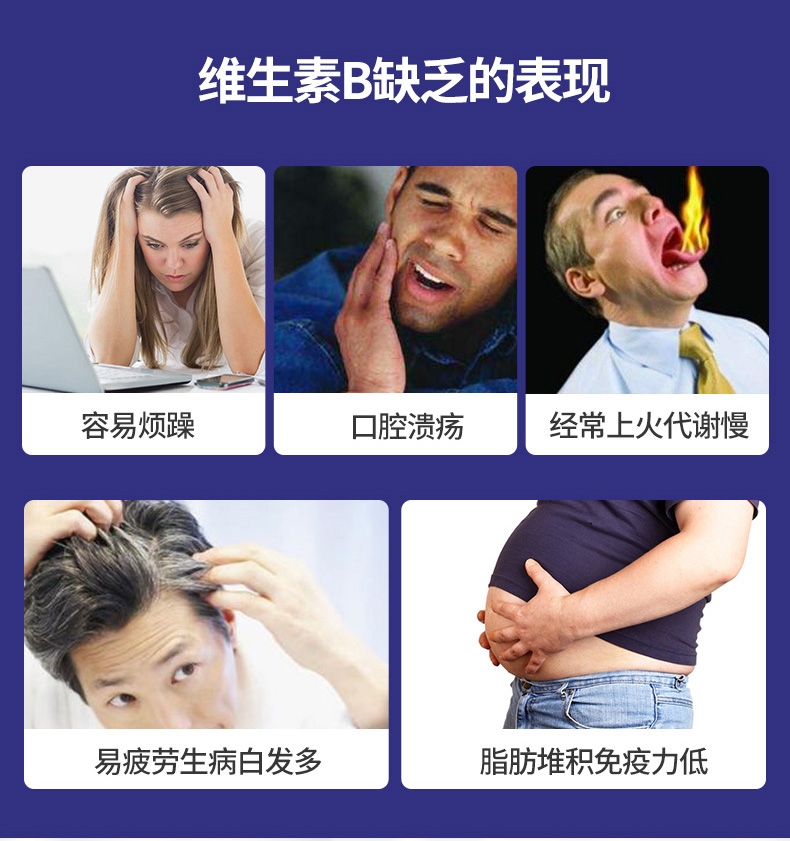 维生素B缺乏的表现
容易烦躁
口腔溃疡
经常上火代谢慢
易疲劳生病白发多
脂肪堆积免疫力低